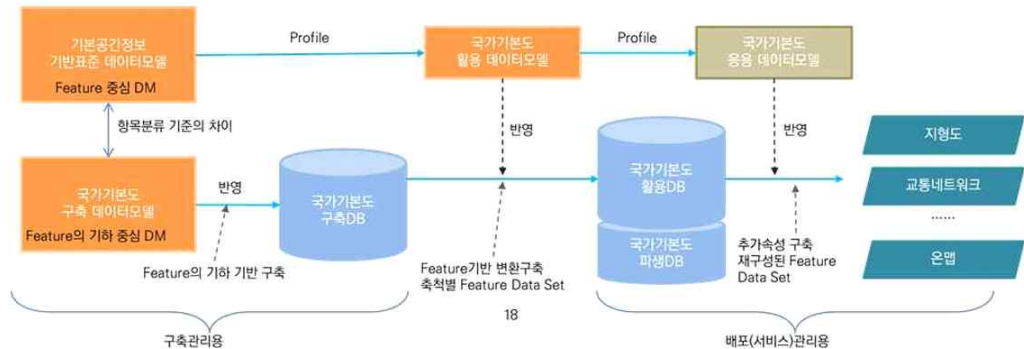 기본공간정보
기반표준 데이터모델
Feature 중심 DM
Profile
국가기본도
활용 데이터모델
Profile
국가기본도
응용 데이터모델
항목분류 기준의 차이
반영
반영
국가기본도
구축 데이터모델
Feature의 기하 중심 DM
반영
국가기본도
구축DB
국가기본도
활용DB
국가기본도
파생DB
지형도
교통네트워크
......
온맵
Feature의 기하 기반 구축
Feature기반 변환구축
축척별 Feature Data Set
추가속성 구축
재구성된 Feature
Data Set
18
구축관리용
배포(서비스)관리용